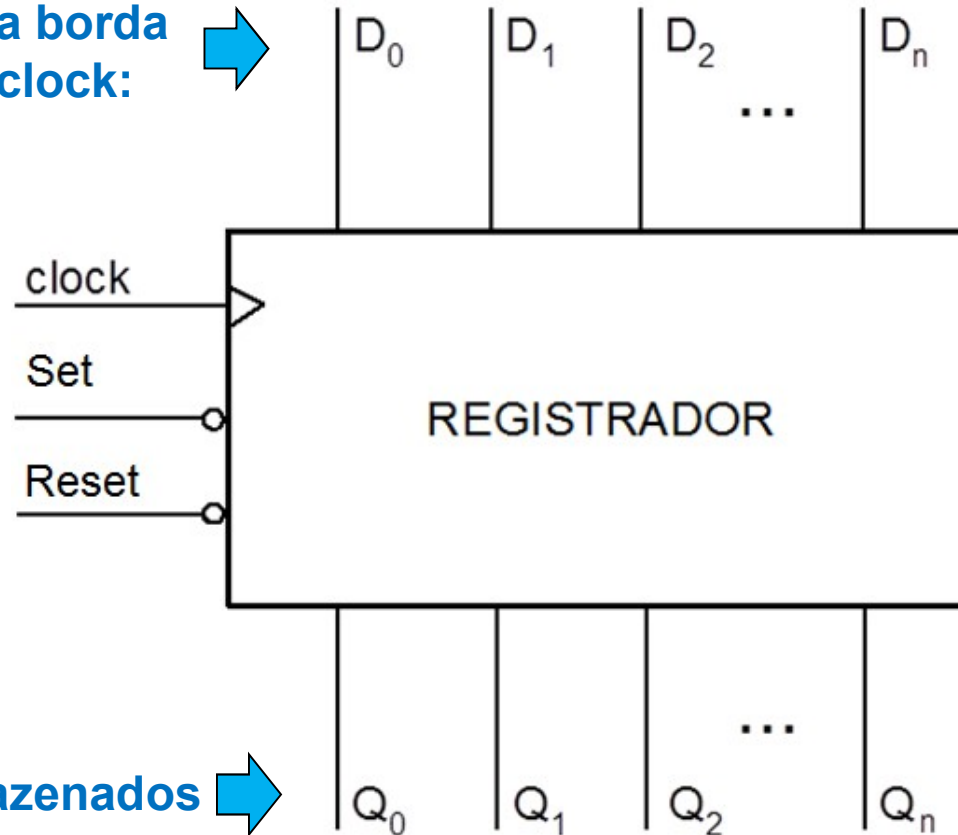 a borda
clock:
D₀ D₁ D₂ ... Dₙ
clock
Set
REGISTRADOR
Reset
...
azenados
Q₀ Q₁ Q₂ Qₙ